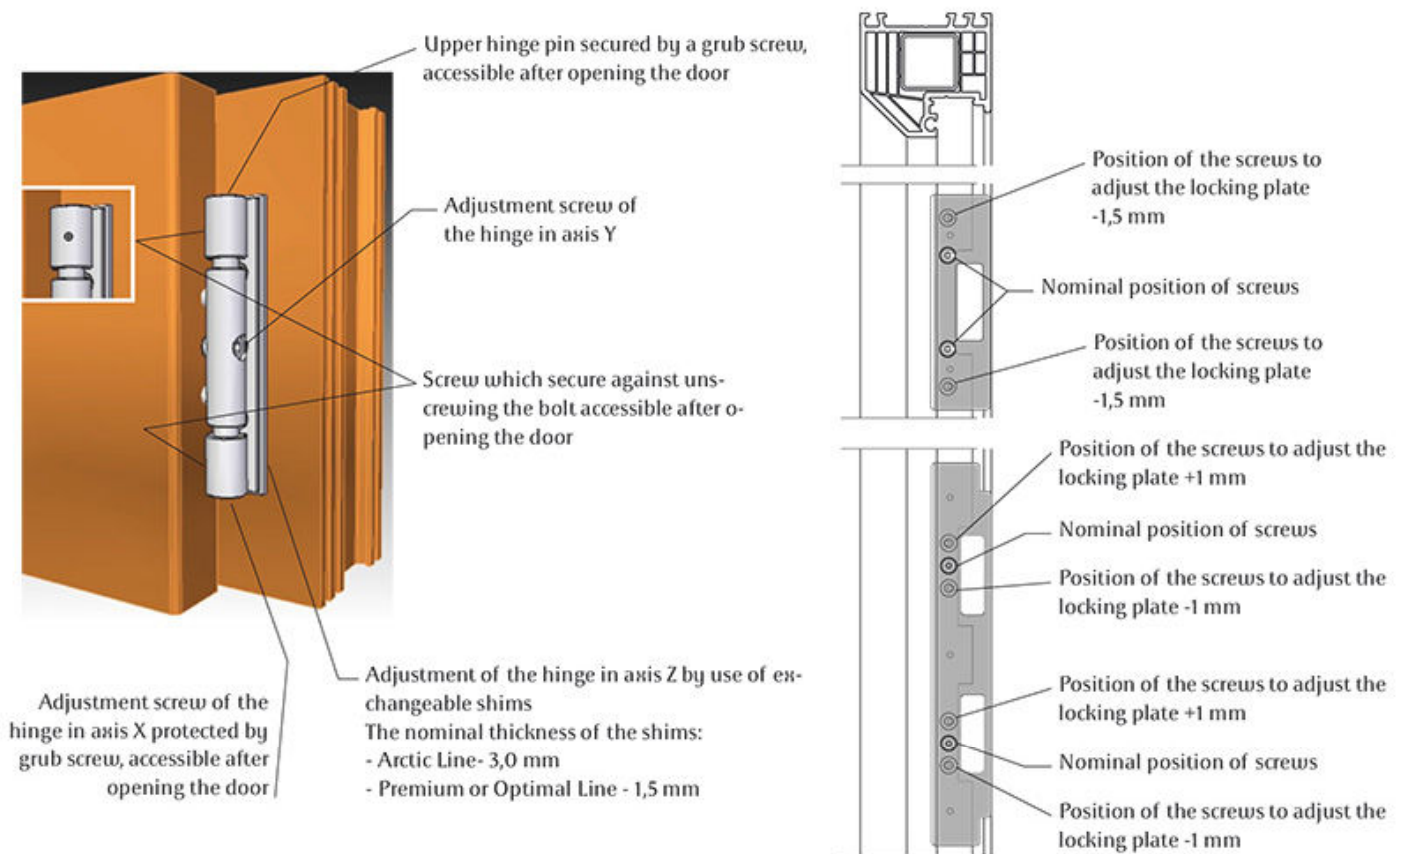 Upper hinge pin secured by a grub screw,
accessible after opening the door
Adjustment screw of
the hinge in axis Y
Screw which secure against uns-
crewing the bolt accessible after o-
pening the door
Adjustment screw of the
hinge in axis X protected by
grub screw, accessible after
opening the door
Adjustment of the hinge in axis Z by use of ex-
changeable shims
The nominal thickness of the shims:
- Arctic Line- 3,0 mm
- Premium or Optimal Line - 1,5 mm
Position of the screws to
adjust the locking plate
-1,5 mm
Nominal position of screws
Position of the screws to
adjust the locking plate
-1,5 mm
Position of the screws to adjust the
locking plate +1 mm
Nominal position of screws
Position of the screws to adjust the
locking plate -1 mm
Position of the screws to adjust the
locking plate +1 mm
Nominal position of screws
Position of the screws to adjust the
locking plate -1 mm